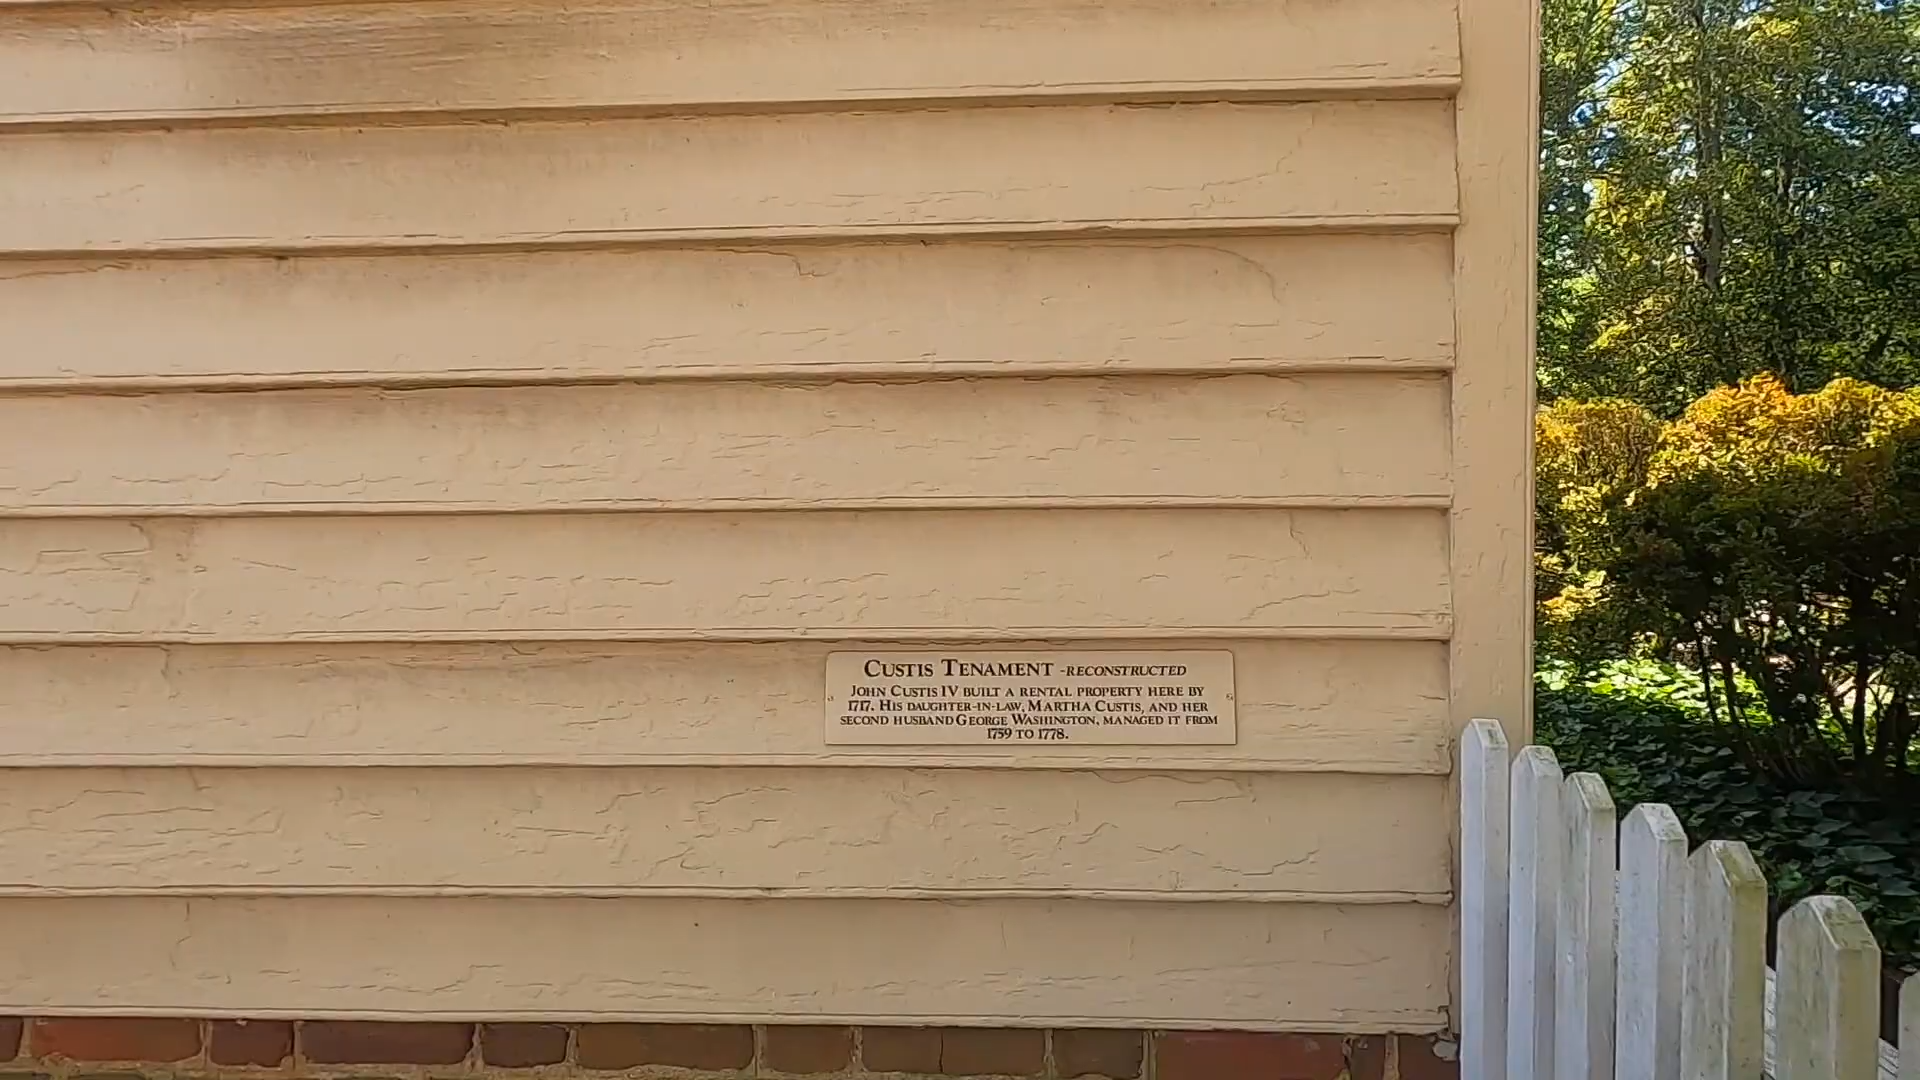 CUSTIS TENAMENT -RECONSTRUCTED
JOHN CUSTIS IV BUILT A RENTAL PROPERTY HERE BY
1717. HIS DAUGHTER-IN-LAW, MARTHA CUSTIS, AND HER
SECOND HUSBAND GEORGE WASHINGTON, MANAGED IT FROM
1759 TO 1778.